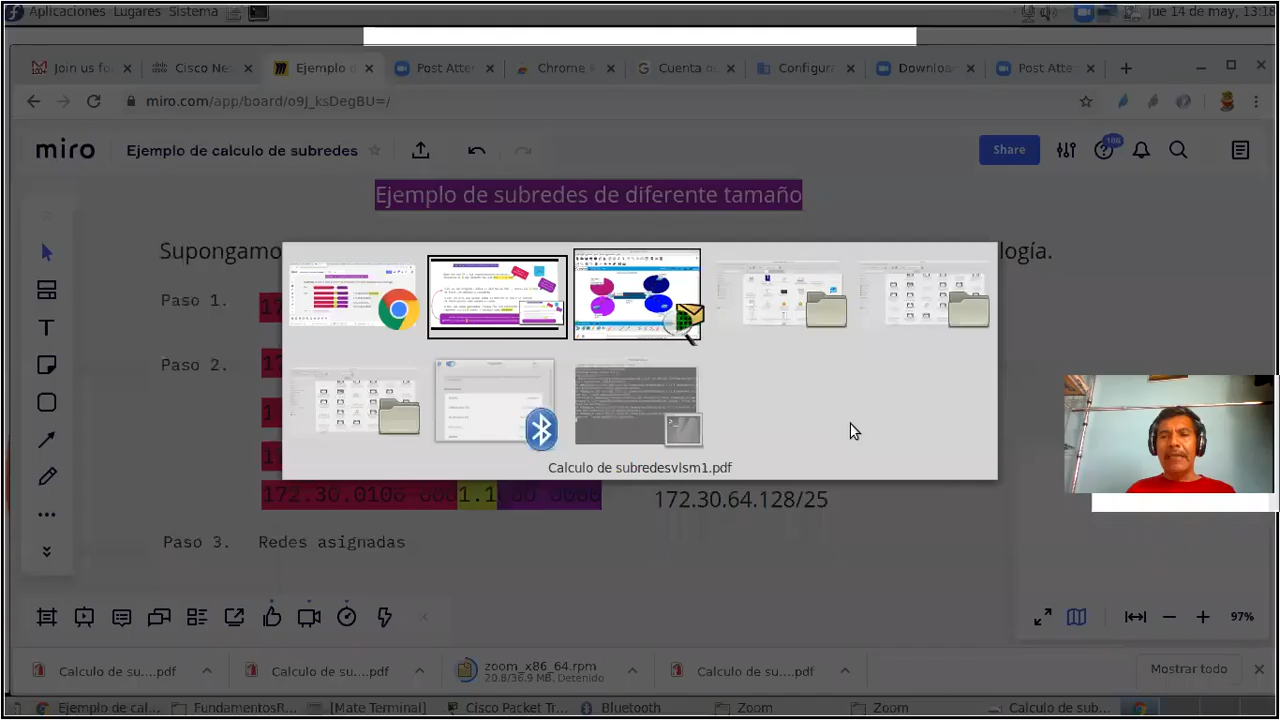 Aplicaciones Lugares Sistema
jue 14 de may, 13:18
Join us fo
Cisco Ne
Ejemplo d
Post Atte
Chrome
Cuenta
Configura
Downloa
Post Atte
miro.com/app/board/o9J_ksDegBU=/
miro
Ejemplo de calculo de subredes
Share
186
Ejemplo de subredes de diferente tamaño
Supongamo
ología.
Paso 1.
Paso 2.
Calculo de subredesvlsm1.pdf
172.30.64.128/25
Paso 3. Redes asignadas
97%
Calculo de su....pdf
Calculo de su....pdf
zoom_x86_64.rpm
20.8/36.9 MB, Detenido
Calculo de su....pdf
Mostrar todo
Ejemplo de cal...
FundamentosR...
[Mate Terminal]
Cisco Packet Tr...
Bluetooth
Zoom
Zoom
Calculo de sub...